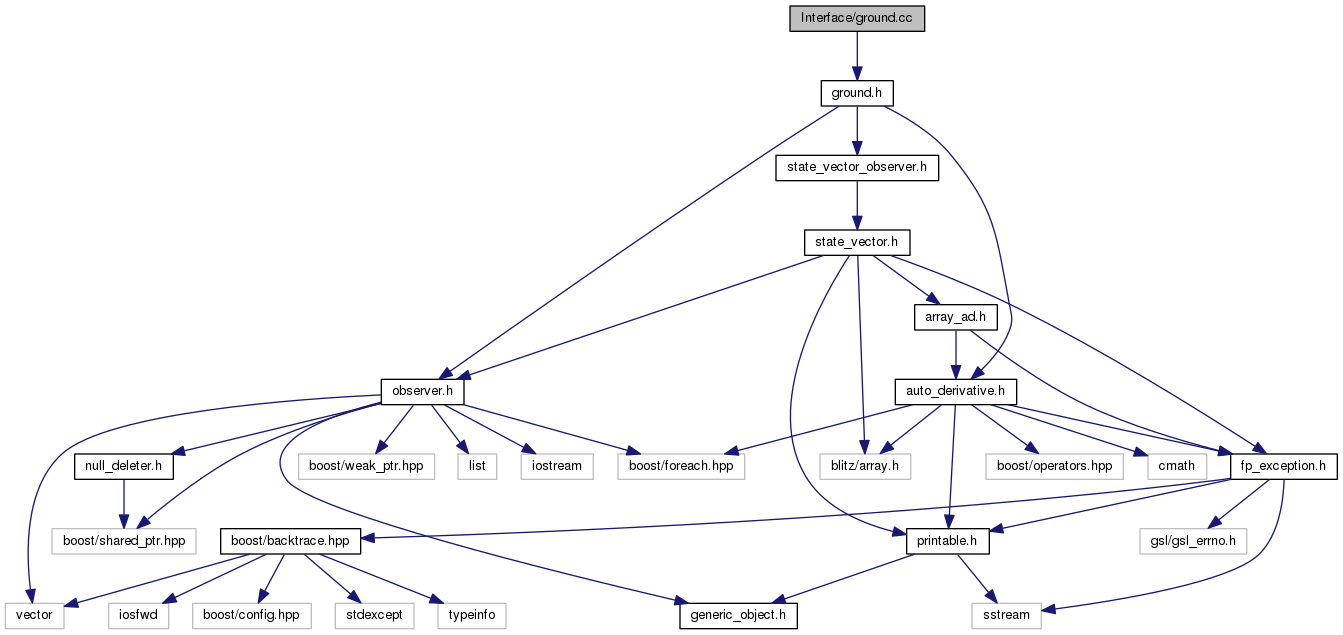 Interface/ground.cc
ground.h
state_vector_observer.h
state_vector.h
array_ad.h
observer.h
auto_derivative.h
null_deleter.h
boost/weak_ptr.hpp
list
iostream
boost/foreach.hpp
blitz/array.h
boost/operators.hpp
cmath
fp_exception.h
boost/shared_ptr.hpp
boost/backtrace.hpp
printable.h
gsl/gsl_errno.h
vector
iosfwd
boost/config.hpp
stdexcept
typeinfo
generic_object.h
sstream